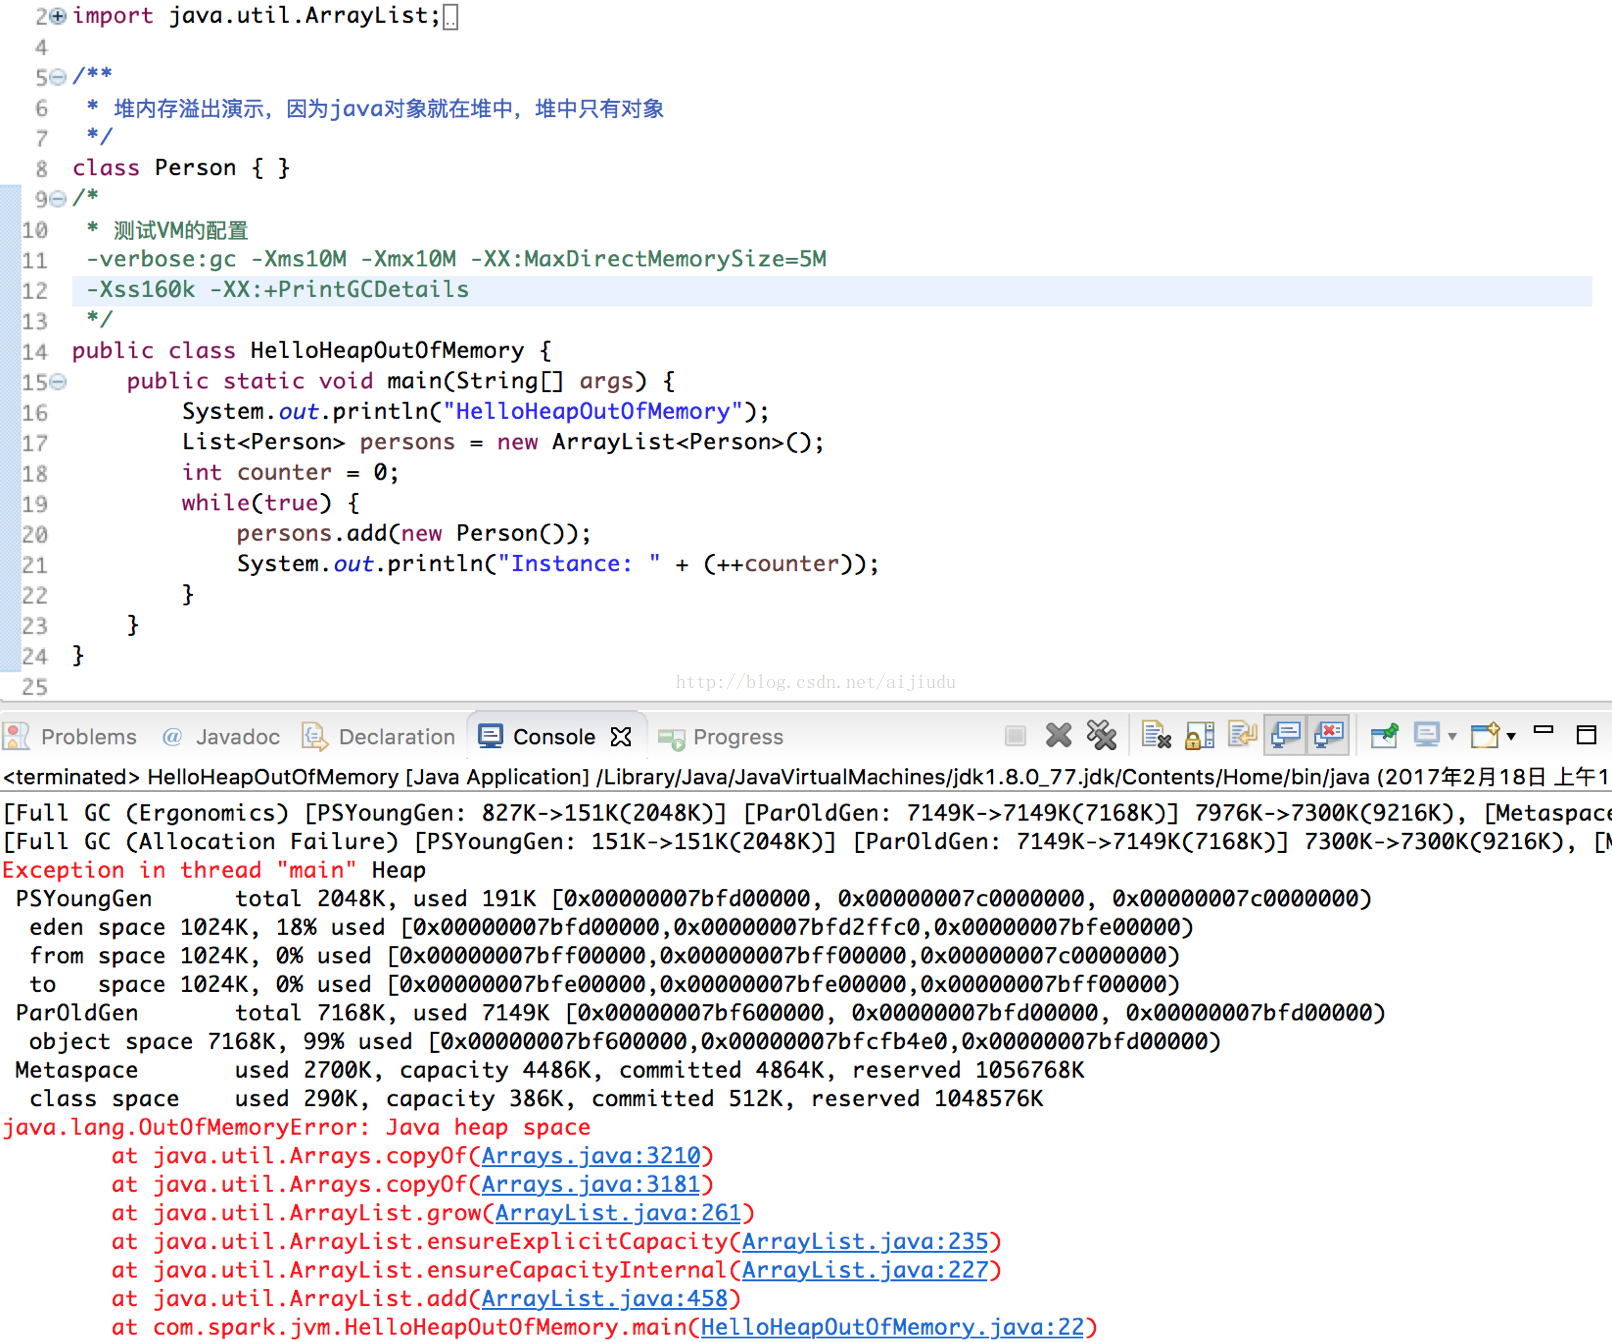 2 import java.util.ArrayList;
4
5 /**
6  * 堆内存溢出演示，因为java对象就在堆中，堆中只有对象
7  */
8 class Person { }
9 /*
10  * 测试VM的配置
11  -verbose:gc -Xms10M -Xmx10M -XX:MaxDirectMemorySize=5M
12  -Xss160k -XX:+PrintGCDetails
13  */
14 public class HelloHeapOutOfMemory {
15     public static void main(String[] args) {
16         System.out.println("HelloHeapOutOfMemory");
17         List<Person> persons = new ArrayList<Person>();
18         int counter = 0;
19         while(true) {
20             persons.add(new Person());
21             System.out.println("Instance: " + (++counter));
22         }
23     }
24 }
http://blog.csdn.net/aijiudu
25
Problems @ Javadoc Declaration Console Progress
<terminated> HelloHeapOutOfMemory [Java Application] /Library/Java/JavaVirtualMachines/jdk1.8.0_77.jdk/Contents/Home/bin/java (2017年2月18日 上午1
[Full GC (Ergonomics) [PSYoungGen: 827K->151K(2048K)] [ParOldGen: 7149K->7149K(7168K)] 7976K->7300K(9216K), [Metaspace
[Full GC (Allocation Failure) [PSYoungGen: 151K->151K(2048K)] [ParOldGen: 7149K->7149K(7168K)] 7300K->7300K(9216K), [M
Exception in thread "main" Heap
 PSYoungGen      total 2048K, used 191K [0x00000007bfd00000, 0x00000007c0000000, 0x00000007c0000000)
  eden space 1024K, 18% used [0x00000007bfd00000,0x00000007bfd2ffc0,0x00000007bfe00000)
  from space 1024K, 0% used [0x00000007bff00000,0x00000007bff00000,0x00000007c0000000)
  to   space 1024K, 0% used [0x00000007bfe00000,0x00000007bfe00000,0x00000007bff00000)
 ParOldGen       total 7168K, used 7149K [0x00000007bf600000, 0x00000007bfd00000, 0x00000007bfd00000)
  object space 7168K, 99% used [0x00000007bf600000,0x00000007bfcfb4e0,0x00000007bfd00000)
 Metaspace       used 2700K, capacity 4486K, committed 4864K, reserved 1056768K
  class space    used 290K, capacity 386K, committed 512K, reserved 1048576K
java.lang.OutOfMemoryError: Java heap space
	at java.util.Arrays.copyOf(Arrays.java:3210)
	at java.util.Arrays.copyOf(Arrays.java:3181)
	at java.util.ArrayList.grow(ArrayList.java:261)
	at java.util.ArrayList.ensureExplicitCapacity(ArrayList.java:235)
	at java.util.ArrayList.ensureCapacityInternal(ArrayList.java:227)
	at java.util.ArrayList.add(ArrayList.java:458)
	at com.spark.jvm.HelloHeapOutOfMemory.main(HelloHeapOutOfMemory.java:22)